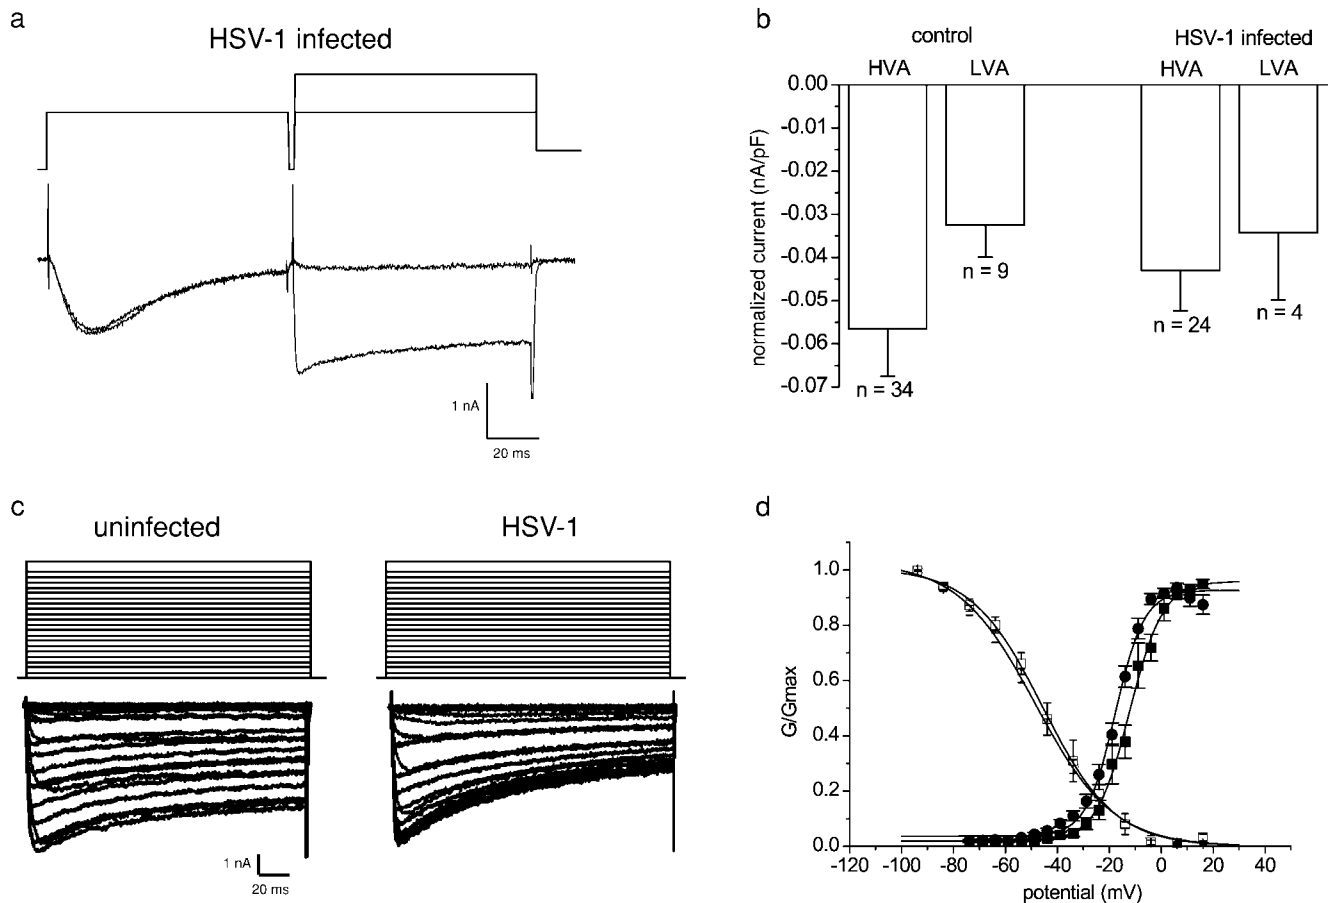 a
HSV-1 infected
1 nA
20 ms
b
control
HSV-1 infected
HVA
LVA
HVA
LVA
0.00
-0.01
-0.02
-0.03
-0.04
-0.05
-0.06
-0.07
normalized current (nA/pF)
n = 34
n = 9
n = 24
n = 4
c
uninfected
HSV-1
1 nA
20 ms
d
G/Gmax
1.0
0.8
0.6
0.4
0.2
0.0
-120
-100
-80
-60
-40
-20
0
20
40
potential (mV)